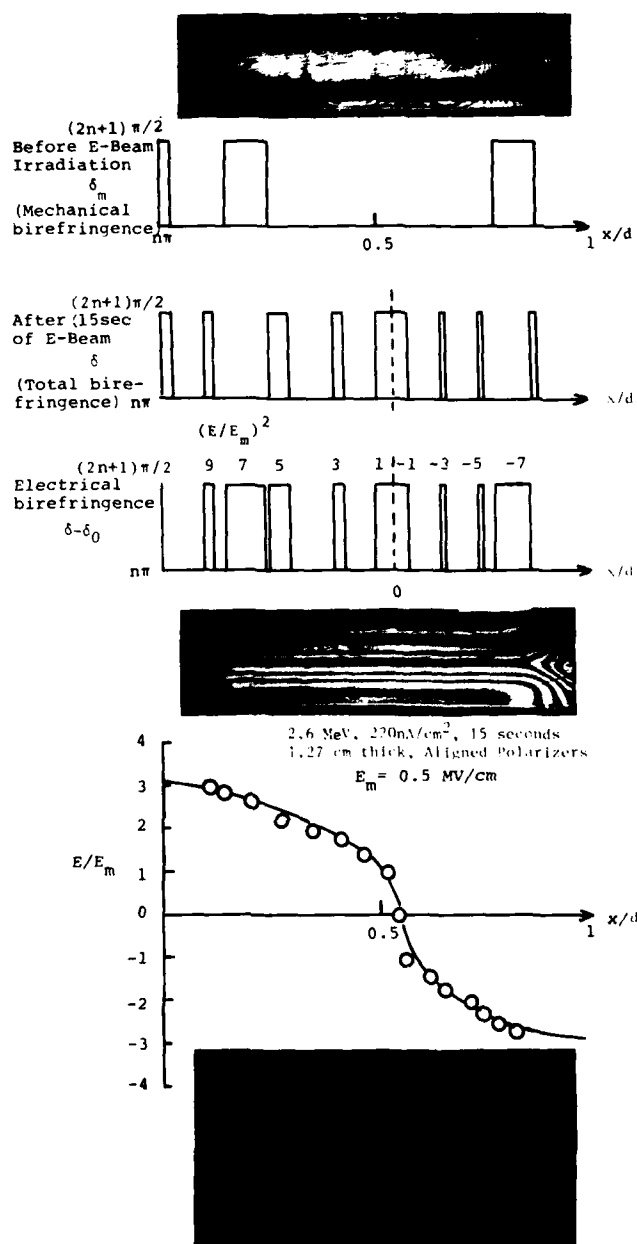 (2n+1)π/2
Before E-Beam
Irradiation
δm
(Mechanical
birefringence)
nπ
0.5
1
x/d
(2n+1)π/2
After (15sec
of E-Beam
δ
(Total bire-
fringence) nπ
x/d
(E/Em)²
(2n+1)π/2
9 7 5 3 1 -1 -3 -5 -7
Electrical
birefringence
δ-δ0
nπ
x/d
0
2.6 MeV, 220nA/cm², 15 seconds
1.27 cm thick, Aligned Polarizers
Em= 0.5 MV/cm
4
3
2
E/Em
1
0
0.5
1
x/d
-1
-2
-3
-4